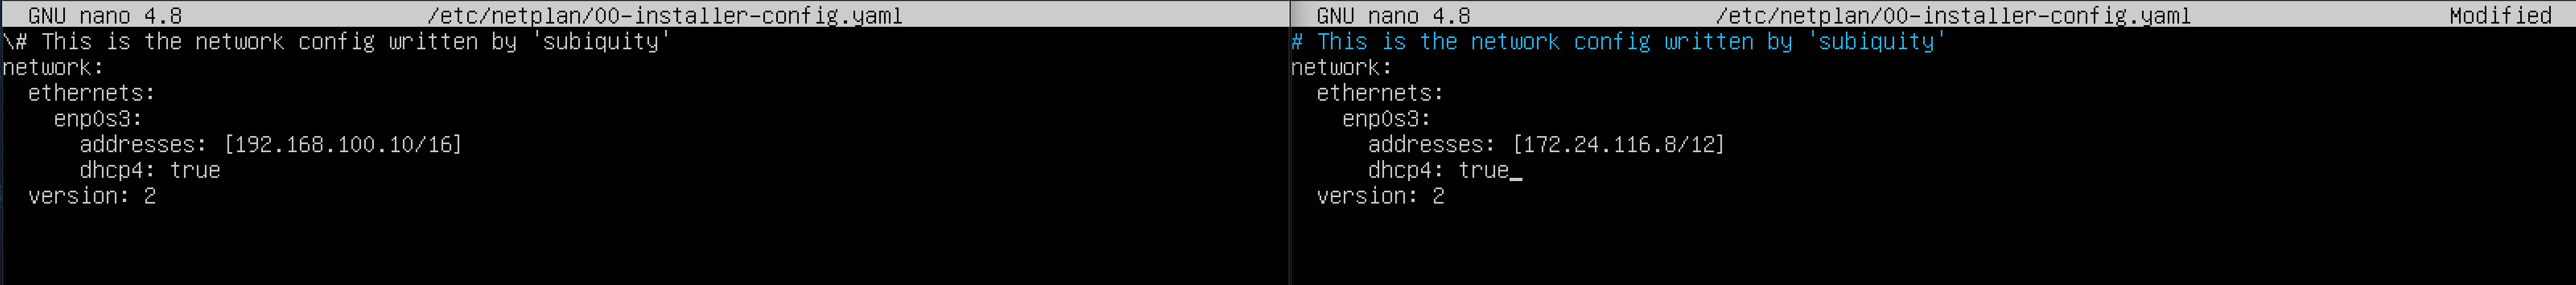 GNU nano 4.8 /etc/netplan/00-installer-config.yaml
\# This is the network config written by 'subiquity'
network:
  ethernets:
    enp0s3:
      addresses: [192.168.100.10/16]
      dhcp4: true
  version: 2
GNU nano 4.8 /etc/netplan/00-installer-config.yaml Modified
# This is the network config written by 'subiquity'
network:
  ethernets:
    enp0s3:
      addresses: [172.24.116.8/12]
      dhcp4: true_
  version: 2